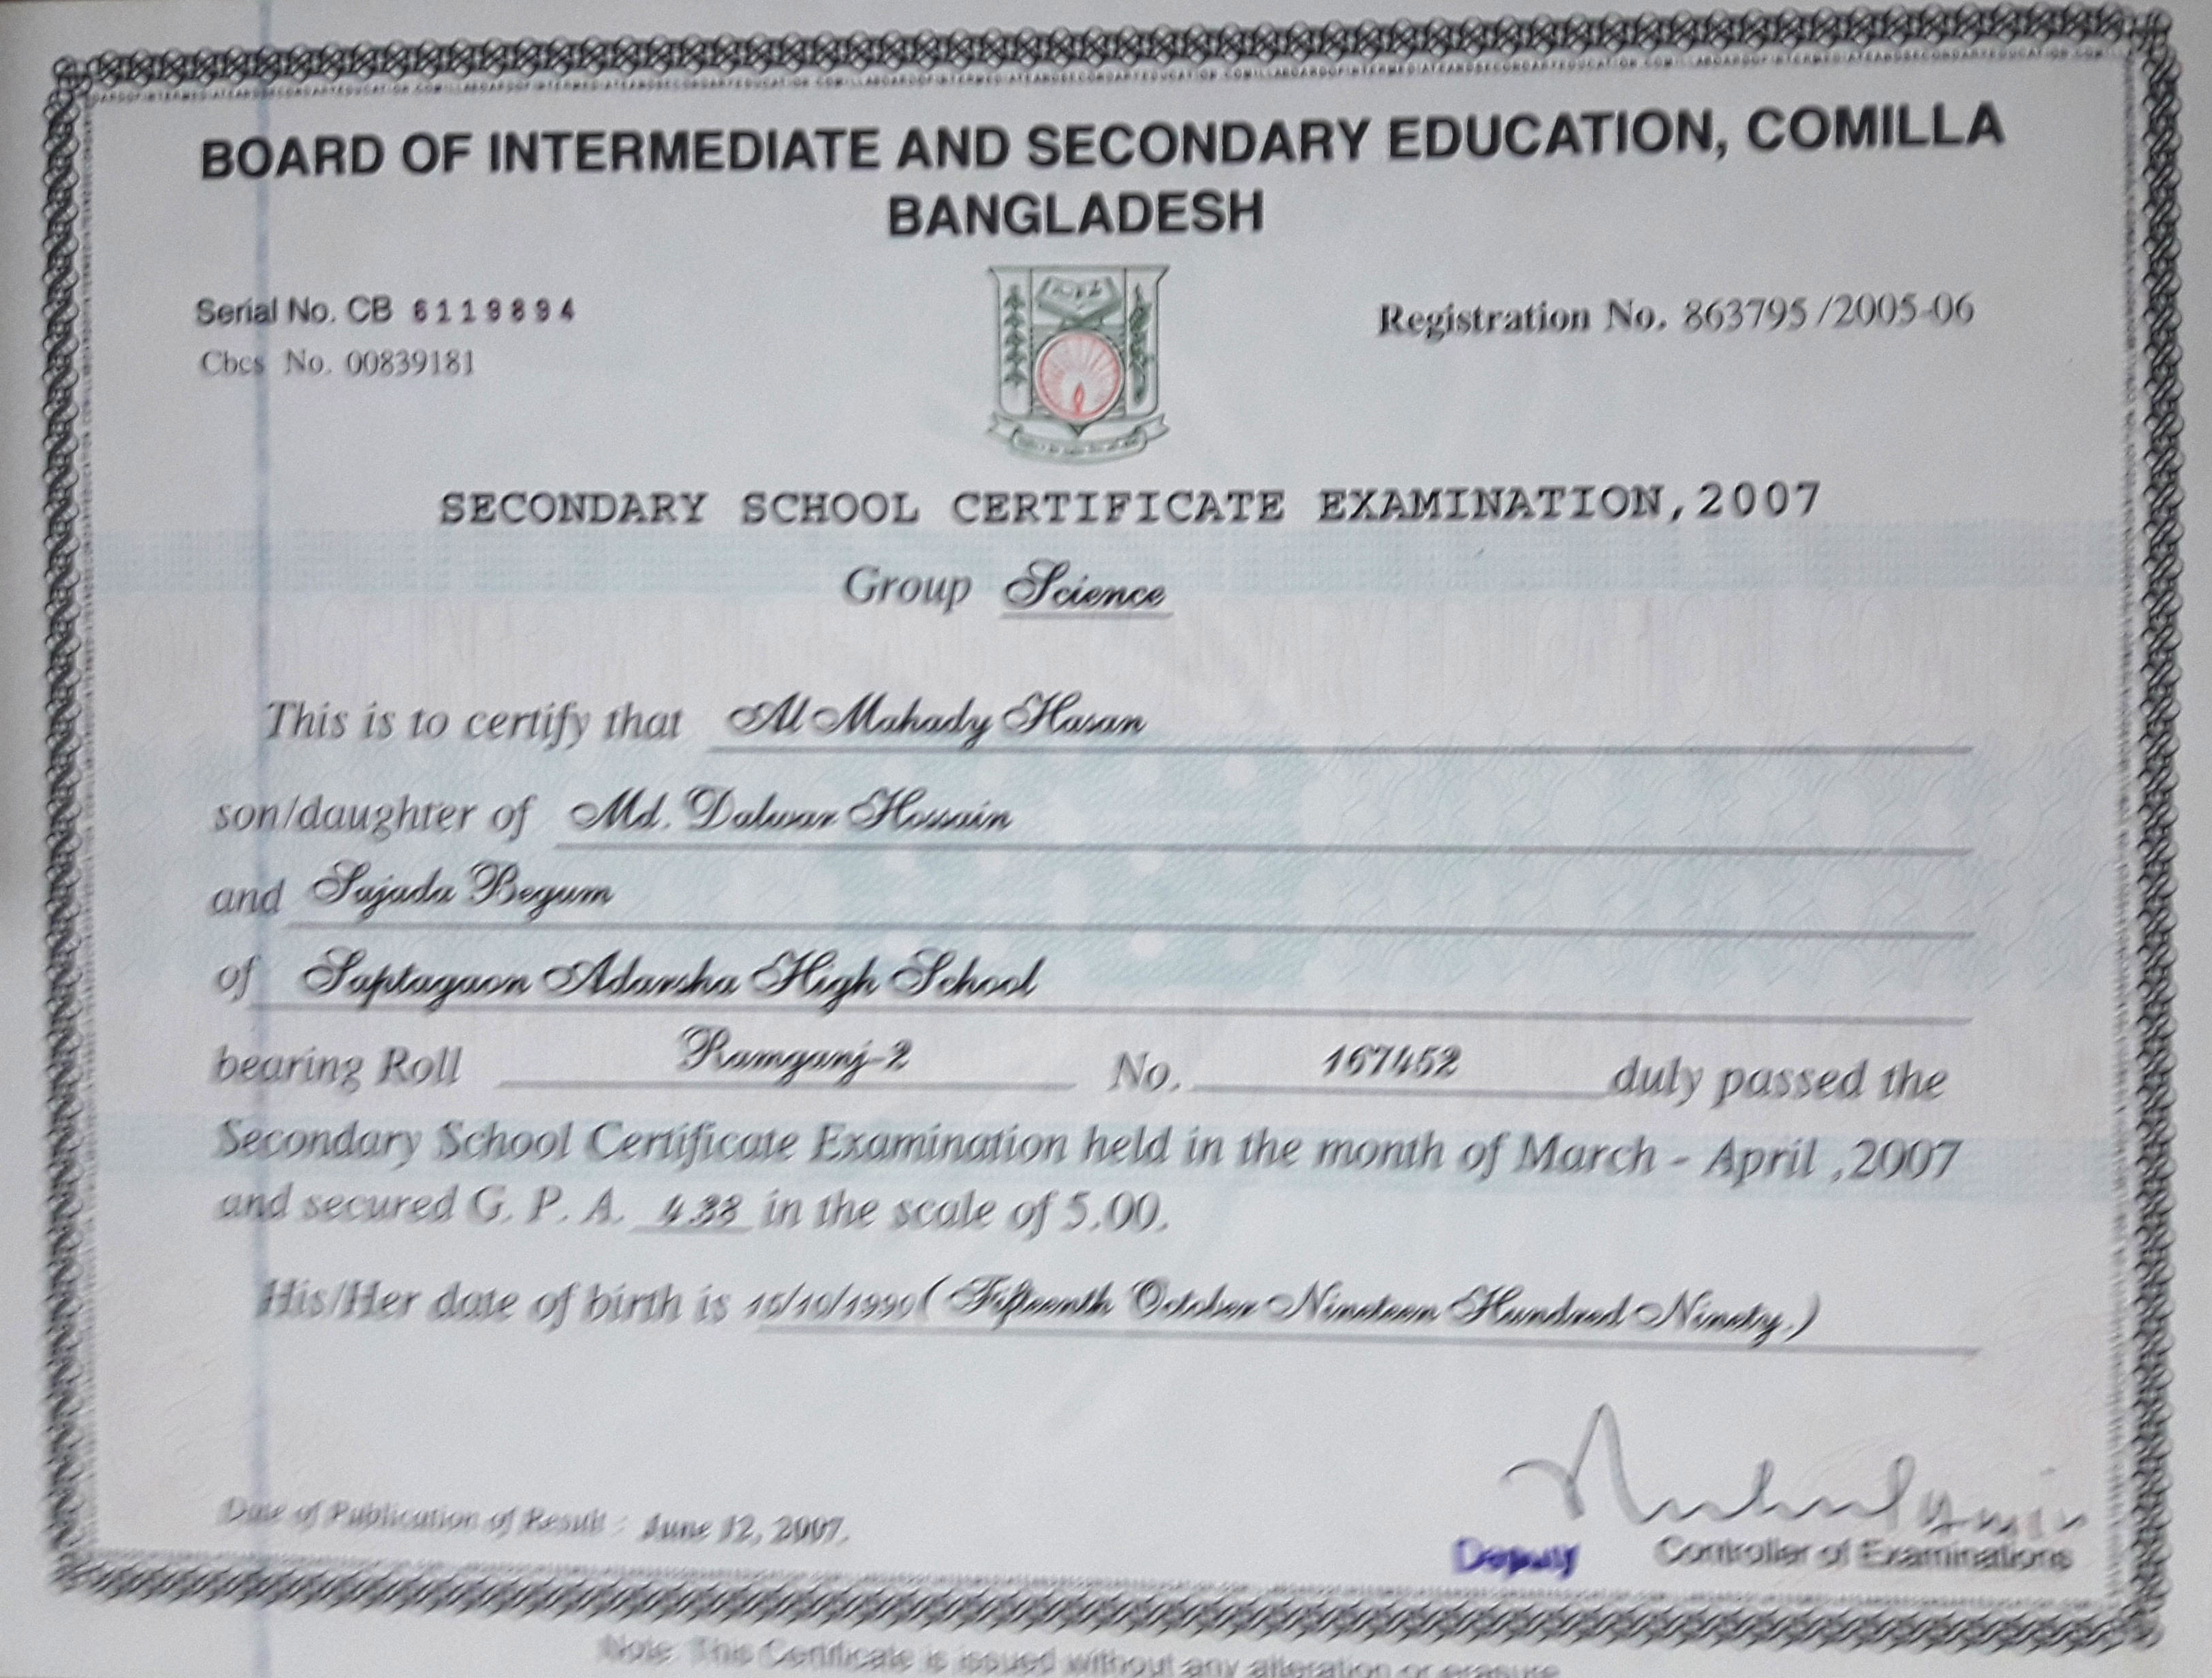 BOARD OF INTERMEDIATE AND SECONDARY EDUCATION, COMILLA
BANGLADESH
Serial No. CB 6119894
Registration No. 863795/2005-06
Cbcs No. 00839181
SECONDARY SCHOOL CERTIFICATE EXAMINATION,2007
Group Science
This is to certify that Al Mahady Hasan
son/daughter of Md. Dalwar Hossain
and Sajada Begum
of Saptagaon Adarsha High School
bearing Roll Ramganj-2 No. 167452 duly passed the
Secondary School Certificate Examination held in the month of March - April ,2007
and secured G. P. A. in the scale of 5.00.
His/Her date of birth is 15/10/1990( Fifteenth October Nineteen Hundred Ninety.)
Date of Publication of Result : June 12, 2007.
Deputy Controller of Examinations
Note: This Certificate is issued without any alteration or erasure